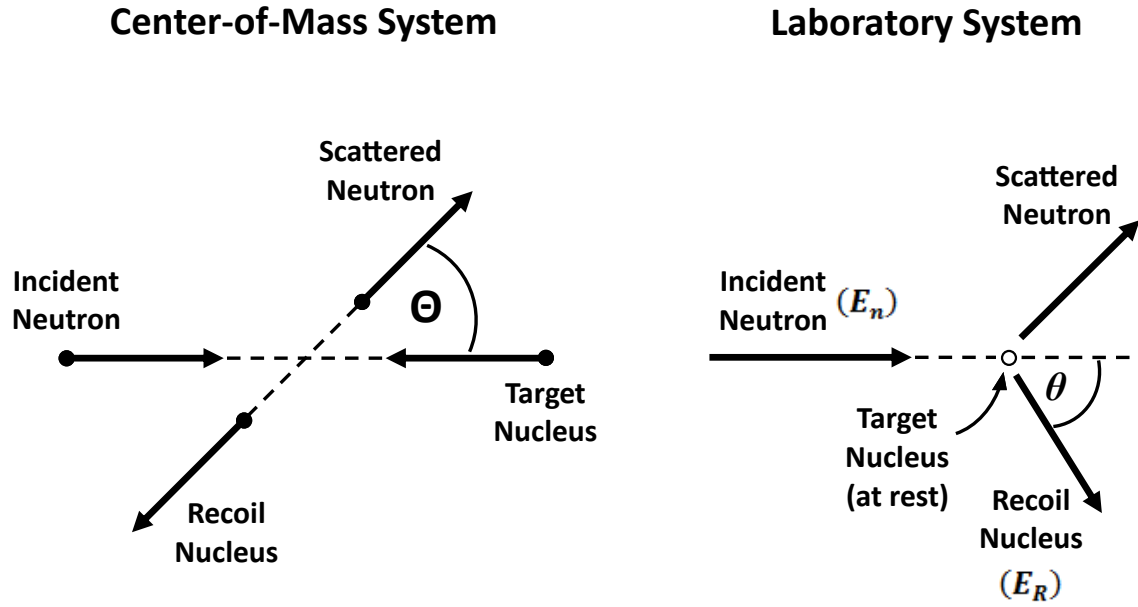 Center-of-Mass System
Scattered
Neutron
Incident
Neutron
Θ
Target
Nucleus
Recoil
Nucleus
Laboratory System
Scattered
Neutron
Incident
Neutron (Eₙ)
θ
Target
Nucleus
(at rest)
Recoil
Nucleus
(E_R)